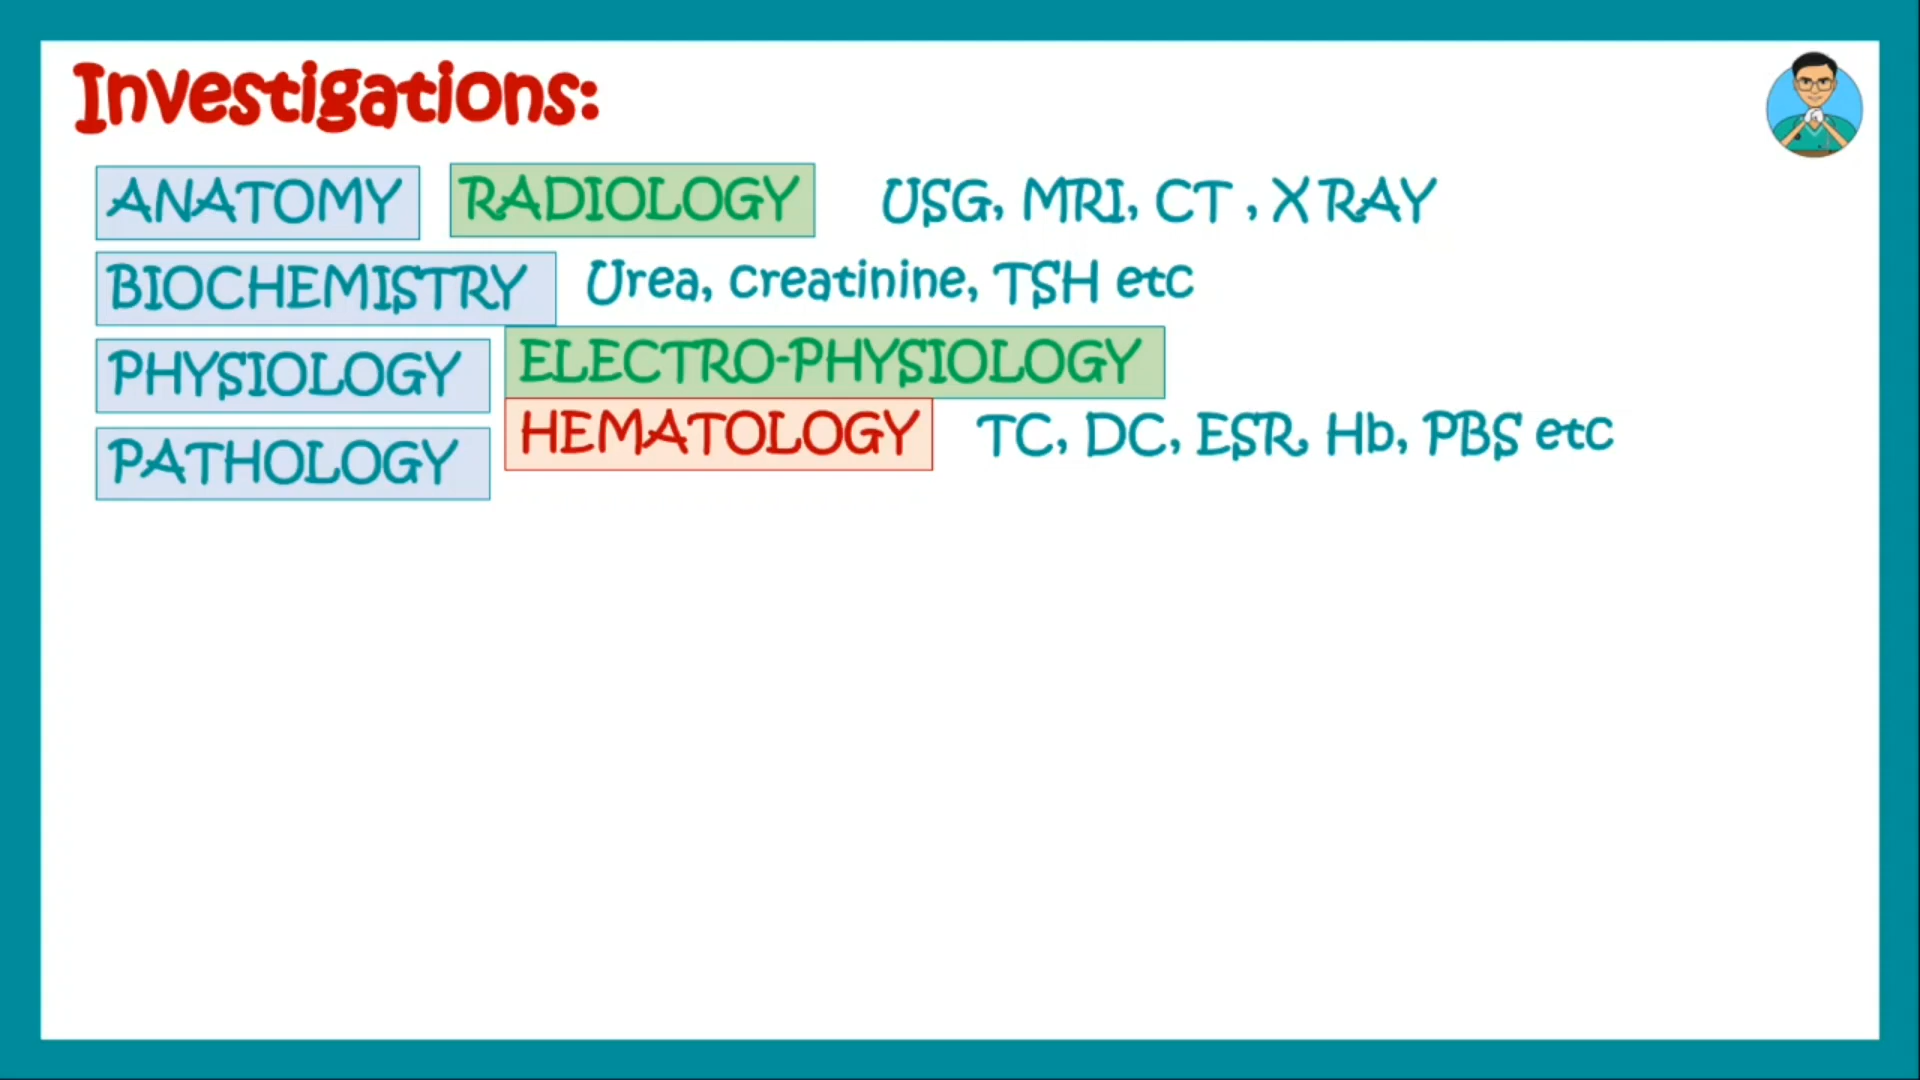 Investigations:
ANATOMY RADIOLOGY USG, MRI, CT , X RAY
BIOCHEMISTRY Urea, creatinine, TSH etc
PHYSIOLOGY ELECTRO-PHYSIOLOGY
HEMATOLOGY TC, DC, ESR, Hb, PBS etc
PATHOLOGY